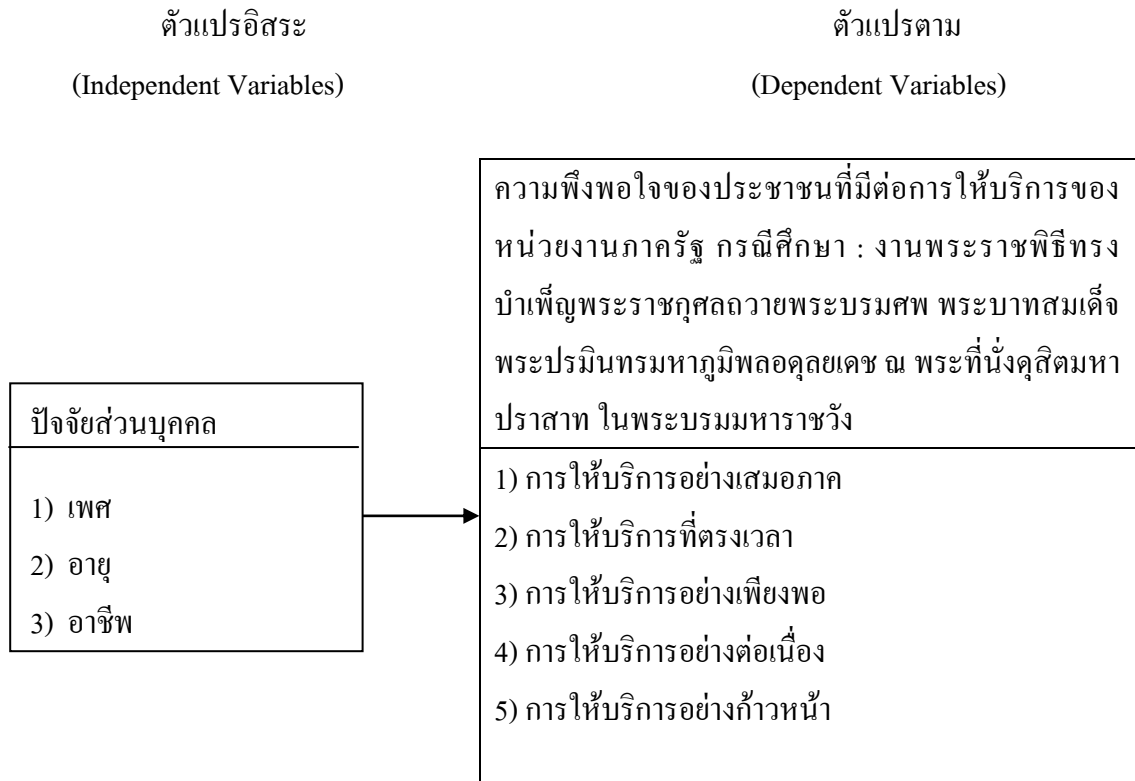 ตัวแปรอิสระ
(Independent Variables)
ตัวแปรตาม
(Dependent Variables)
ปัจจัยส่วนบุคคล
1) เพศ
2) อายุ
3) อาชีพ
ความพึงพอใจของประชาชนที่มีต่อการให้บริการของ
หน่วยงานภาครัฐ กรณีศึกษา : งานพระราชพิธีทรง
บำเพ็ญพระราชกุศลถวายพระบรมศพ พระบาทสมเด็จ
พระปรมินทรมหาภูมิพลอดุลยเดช ณ พระที่นั่งดุสิตมหา
ปราสาท ในพระบรมมหาราชวัง
1) การให้บริการอย่างเสมอภาค
2) การให้บริการที่ตรงเวลา
3) การให้บริการอย่างเพียงพอ
4) การให้บริการอย่างต่อเนื่อง
5) การให้บริการอย่างก้าวหน้า